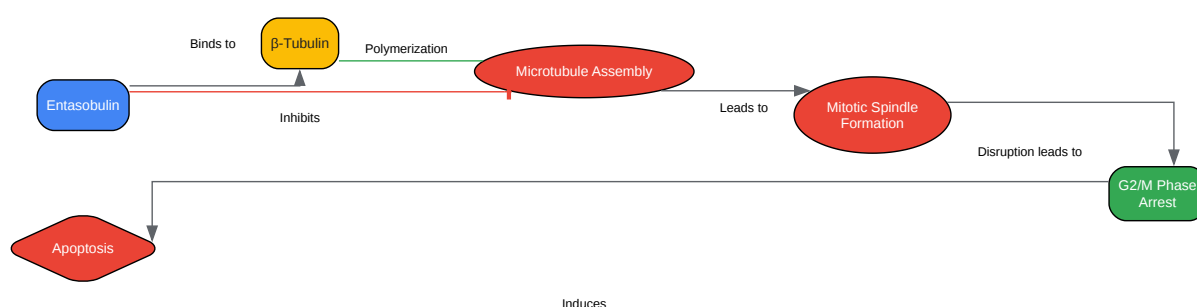 Binds to
β-Tubulin
Polymerization
Microtubule Assembly
Entasobulin
Inhibits
Leads to
Mitotic Spindle
Formation
Disruption leads to
G2/M Phase
Arrest
Apoptosis
Induces